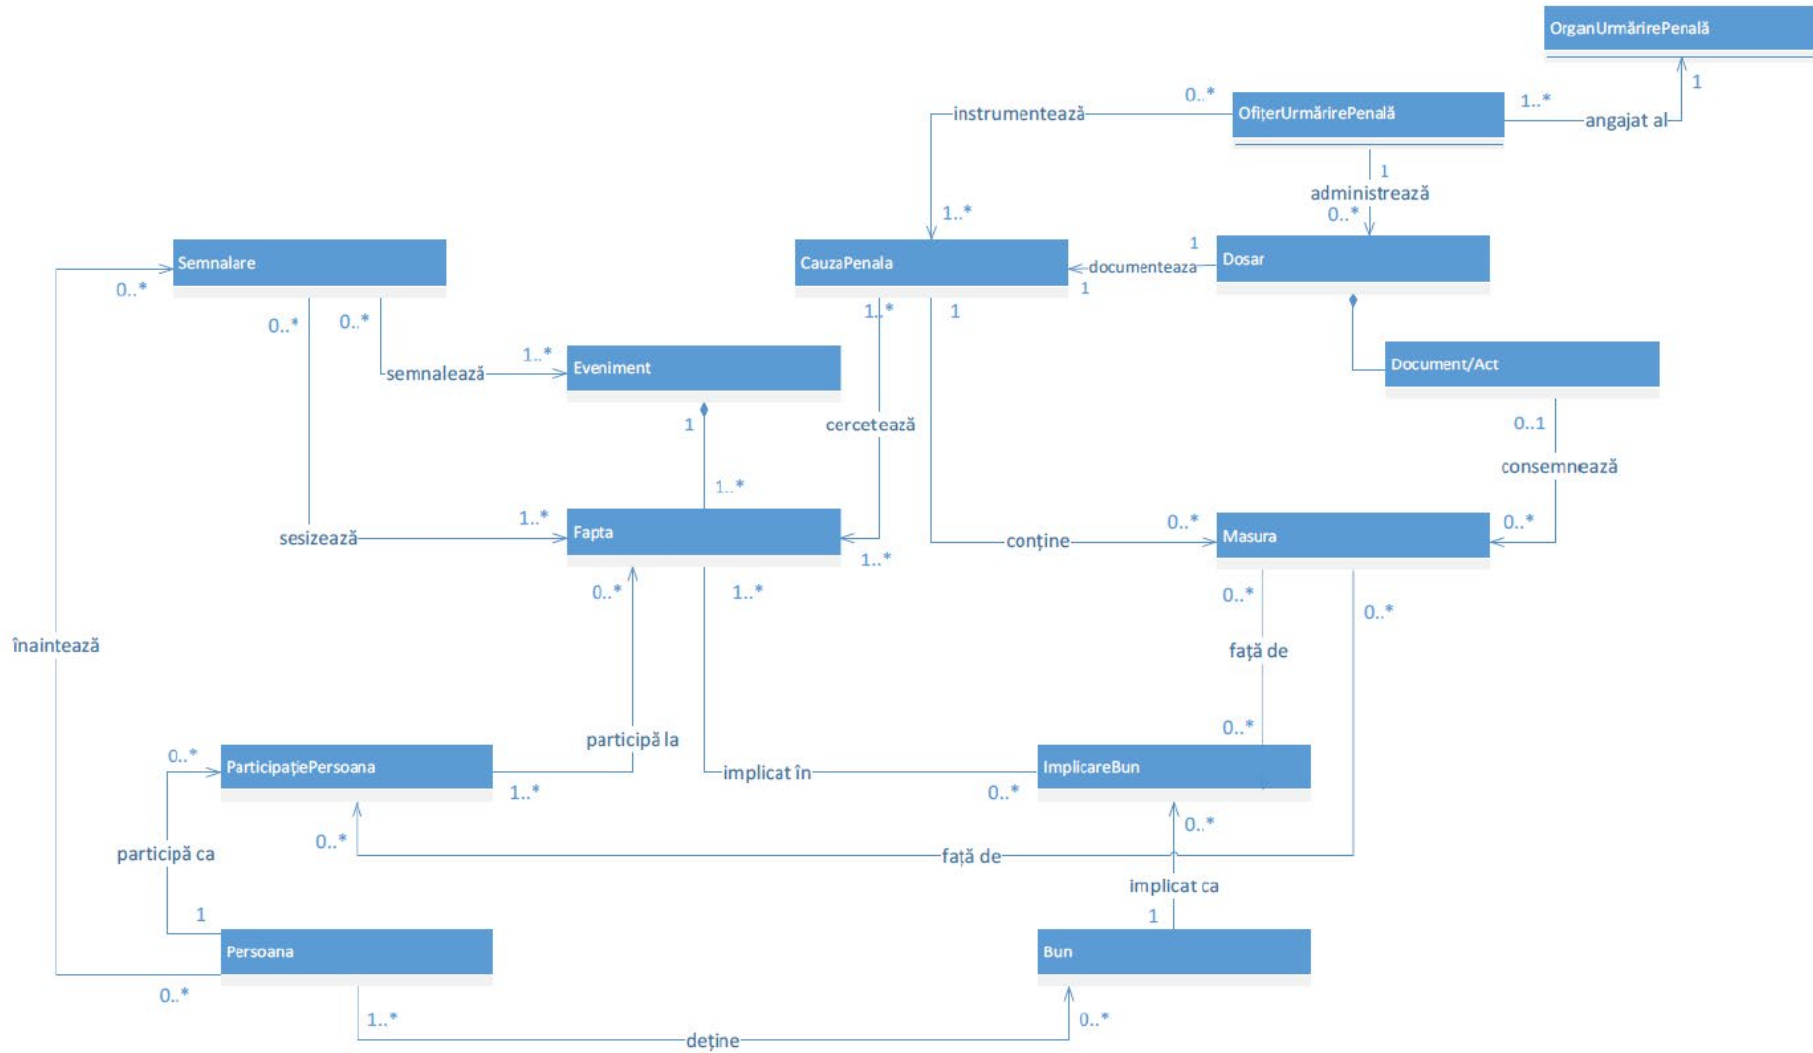 OrganUrmărirePenală
1
0..*
OfițerUrmărirePenală
1..*
instrumentează
angajat al
1
administrează
0..*
1..*
Semnalare
CauzaPenala
1
documenteaza
Dosar
0..*
1
0..*
0..*
1..*
1
1..*
semnalează
Eveniment
Document/Act
1
cercetează
0..1
consemnează
1..*
1..*
sesizează
Fapta
1..*
0..*
conține
Masura
0..*
0..*
1..*
0..*
0..*
înaintează
față de
0..*
participă la
0..*
ParticipațiePersoana
1..*
implicat în
0..*
ImplicareBun
0..*
0..*
participă ca
față de
implicat ca
1
1
Persoana
Bun
0..*
1..*
0..*
deține